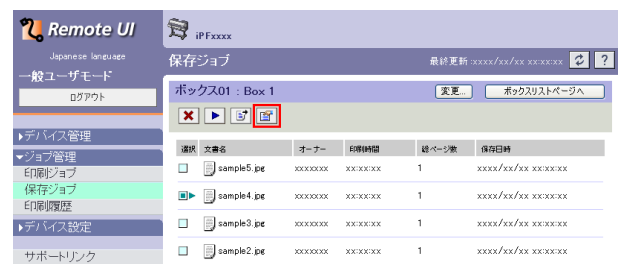 Remote UI
iPFxxxx
Japanese language
一般ユーザモード
ログアウト
保存ジョブ
最終更新 :xxxx/xx/xx xx:xx:xx
?
ボックス01 : Box 1
変更...
ボックスリストページへ
デバイス管理
ジョブ管理
印刷ジョブ
保存ジョブ
印刷履歴
デバイス設定
サポートリンク
選択 文書名 オーナー 印刷時間 総ページ数 保存日時
sample5.jpg xxxxxxx xx:xx:xx 1 xxxx/xx/xx xx:xx:xx
sample4.jpg xxxxxxx xx:xx:xx 1 xxxx/xx/xx xx:xx:xx
sample3.jpg xxxxxxx xx:xx:xx 1 xxxx/xx/xx xx:xx:xx
sample2.jpg xxxxxxx xx:xx:xx 1 xxxx/xx/xx xx:xx:xx